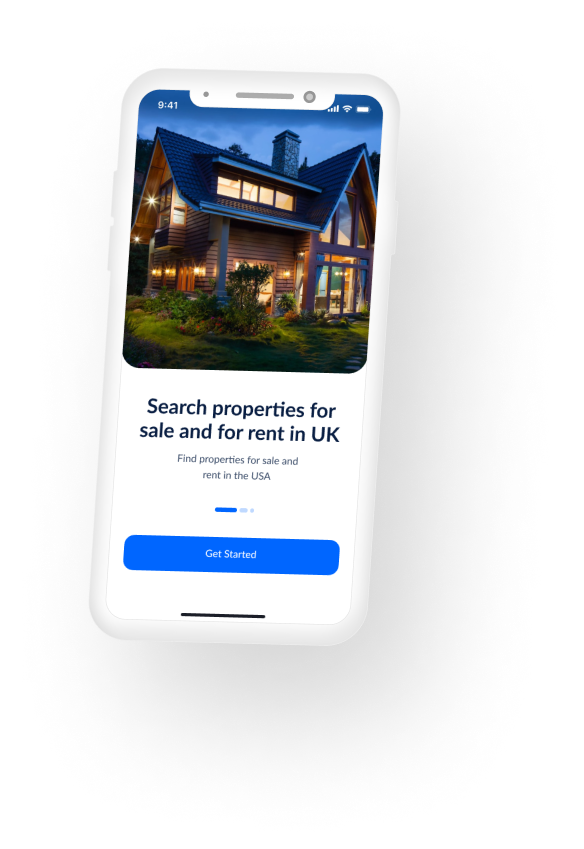 9:41
Search properties for
sale and for rent in UK
Find properties for sale and
rent in the USA
Get Started